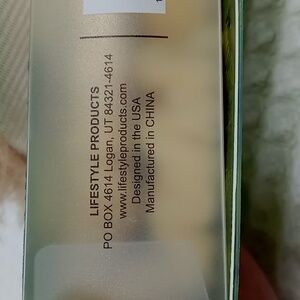 LIFESTYLE PRODUCTS
PO BOX 4614 Logan, UT 84321-4614
www.lifestyleproducts.com
Designed in the USA
Manufactured in CHINA